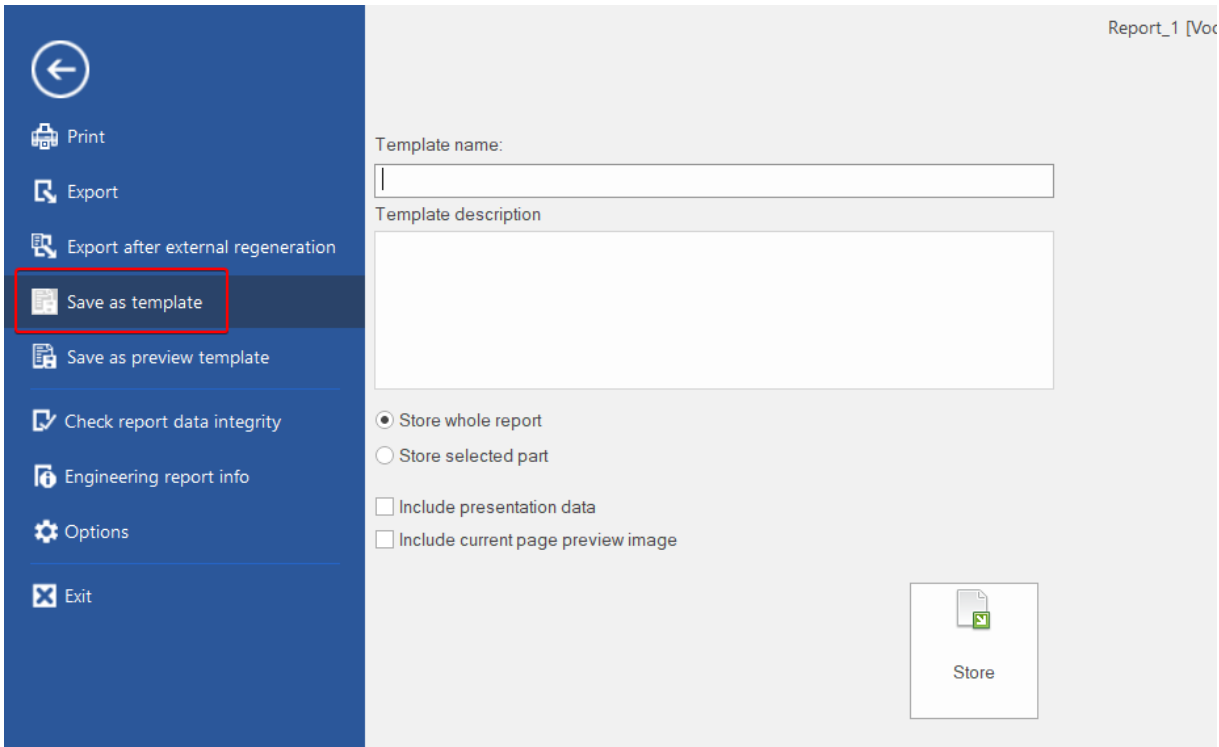 Report_1 [Voc
Print
Export
Export after external regeneration
Save as template
Save as preview template
Check report data integrity
Engineering report info
Options
Exit
Template name:
Template description
Store whole report
Store selected part
Include presentation data
Include current page preview image
Store